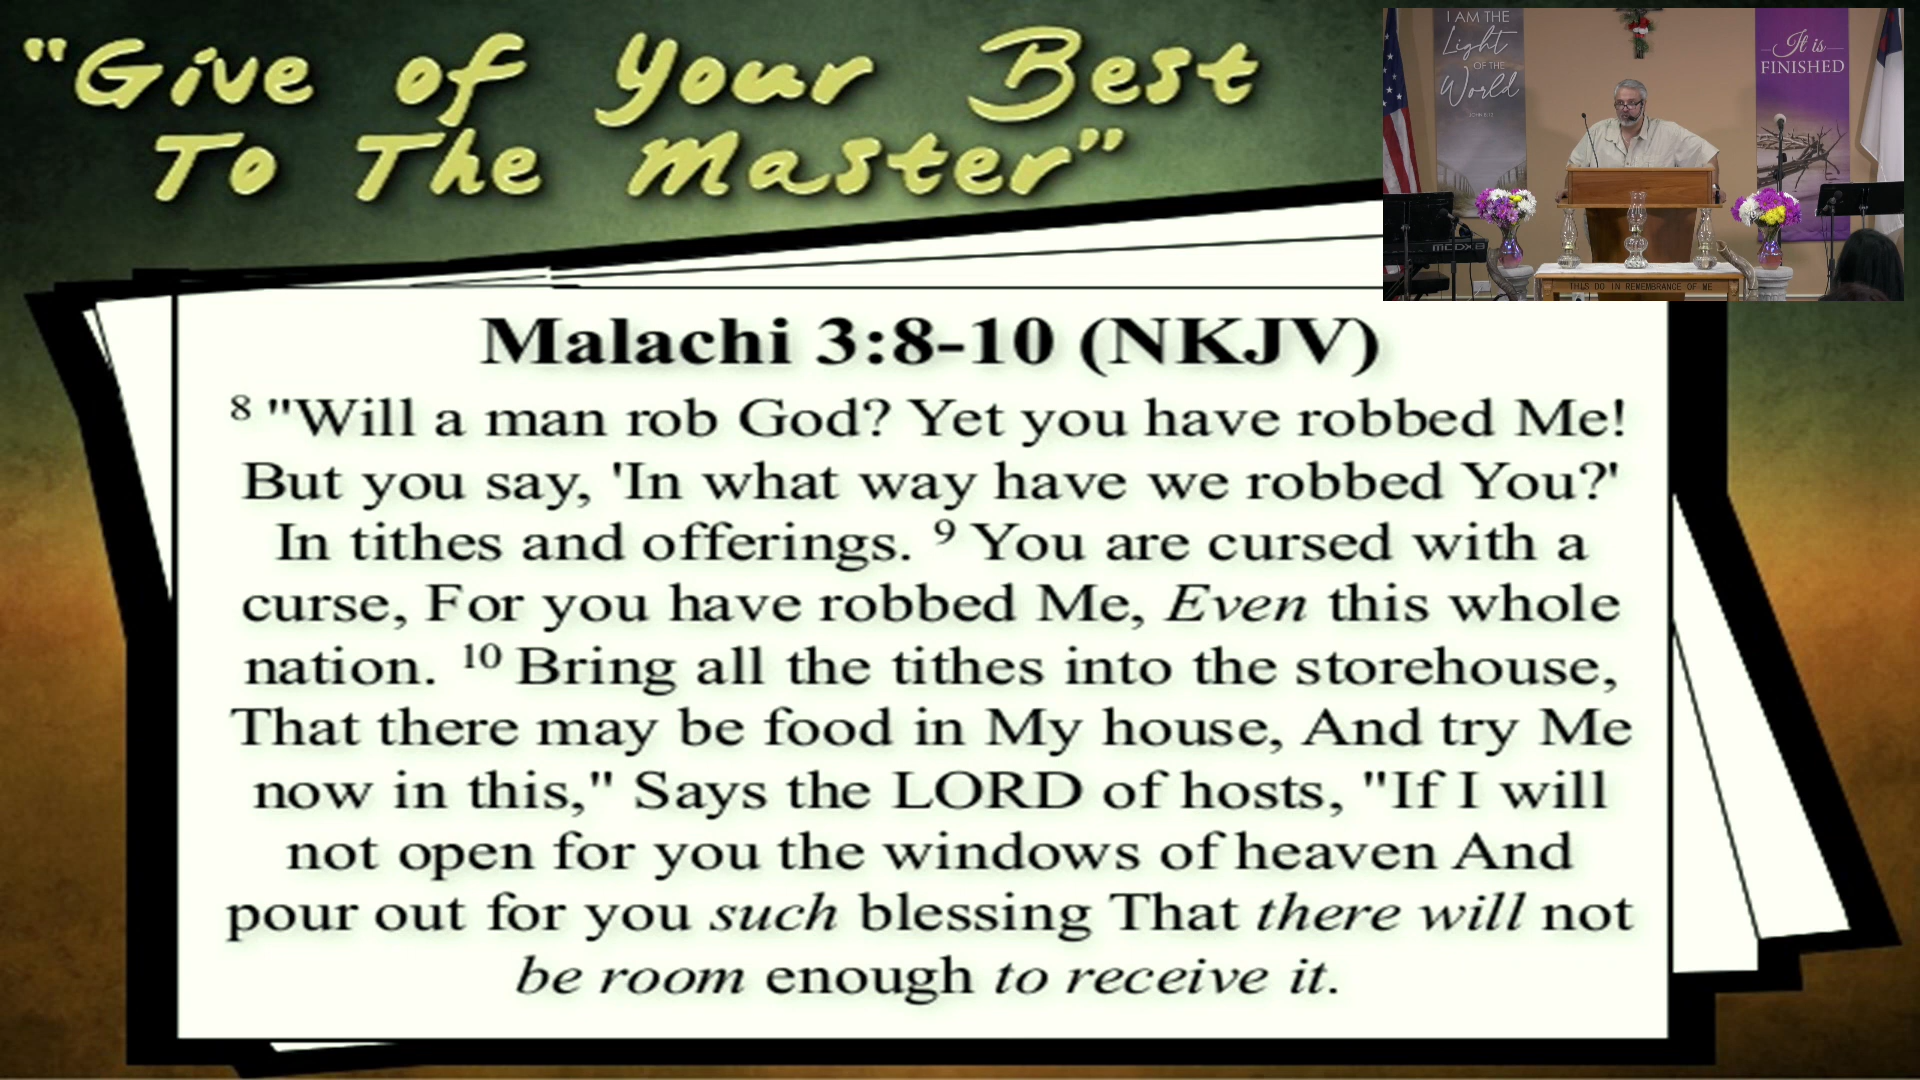 "Give of Your Best
To The Master"
I AM THE
Light
OF THE
World
JOHN 8:12
It is
FINISHED
MODX8
THIS DO IN REMEMBRANCE OF ME
Malachi 3:8-10 (NKJV)
8 "Will a man rob God? Yet you have robbed Me!
But you say, 'In what way have we robbed You?'
In tithes and offerings. 9 You are cursed with a
curse, For you have robbed Me, Even this whole
nation. 10 Bring all the tithes into the storehouse,
That there may be food in My house, And try Me
now in this," Says the LORD of hosts, "If I will
not open for you the windows of heaven And
pour out for you such blessing That there will not
be room enough to receive it.